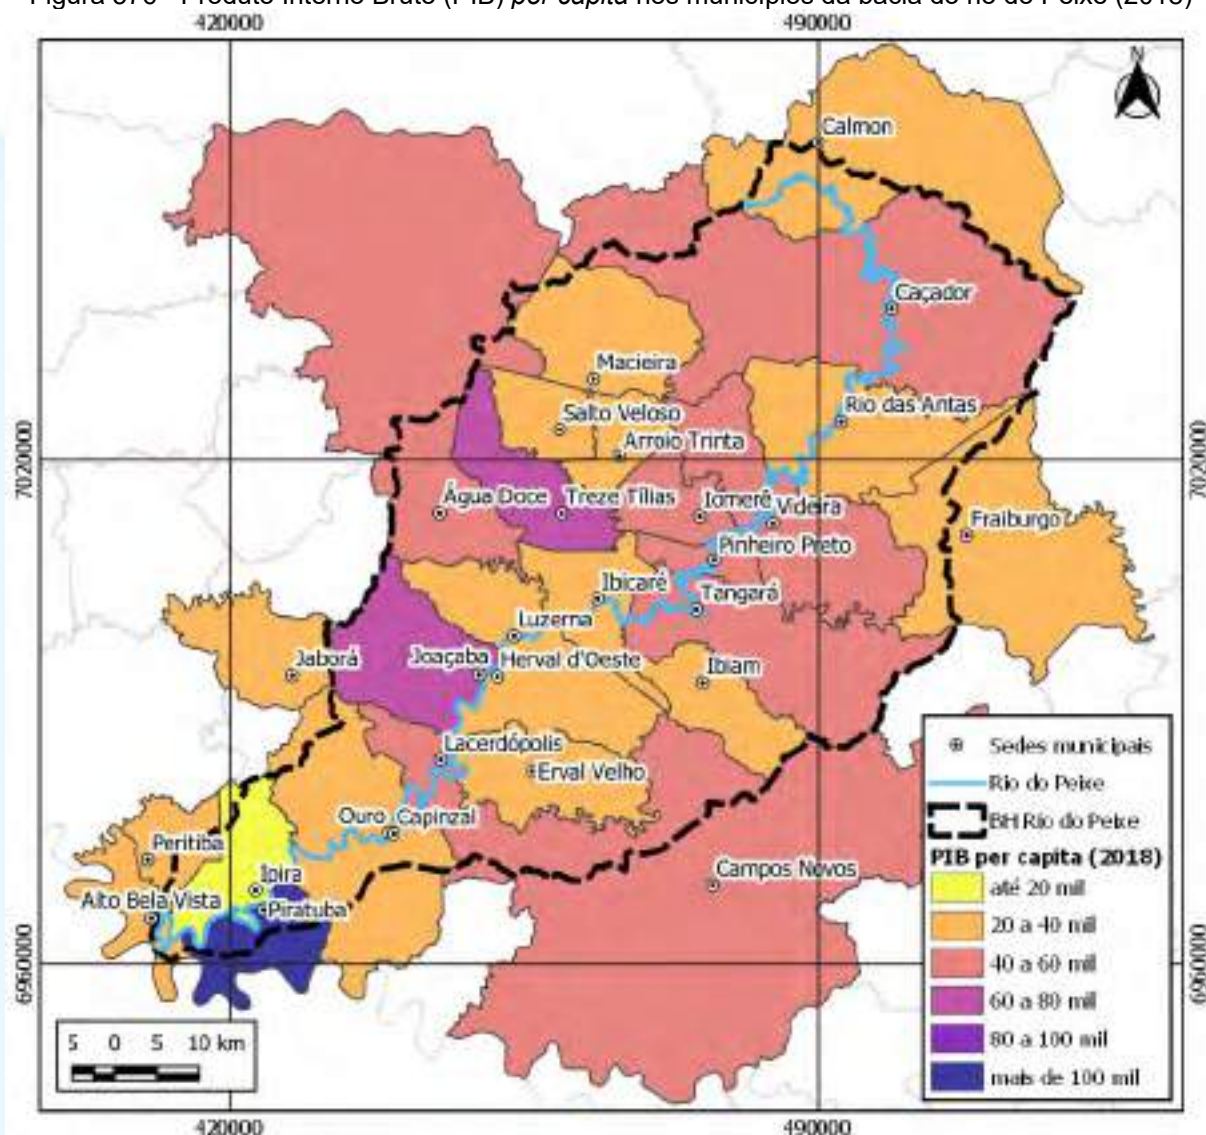 Produto Interno Bruto (PIB) per capita nos municípios da bacia do rio do Peixe (2018)
420000 490000
N
Calmon
Caçador
Macieira
Rio das Antas
Salto Veloso
Arroio Trinta
7020000 7020000
Água Doce Treze Tílias Iomerê Videira
Fraiburgo
Pinheiro Preto
Ibicaré
Tangará
Luzerna
Jaborá Joaçaba Herval d'Oeste Ibiam
Lacerdópolis
Erval Velho
Ouro Capinzal
Peritiba
Ipira
Campos Novos
Alto Bela Vista
Piratuba
6960000 6960000
Sedes municipais
Rio do Peixe
BH Rio do Peixe
PIB per capita (2018)
até 20 mil
20 a 40 mil
40 a 60 mil
60 a 80 mil
80 a 100 mil
mais de 100 mil
5 0 5 10 km
420000 490000